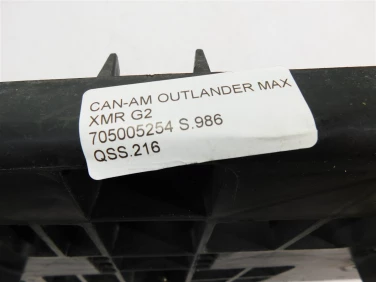 CAN-AM OUTLANDER MAX
XMR G2
705005254 S.986
QSS.216